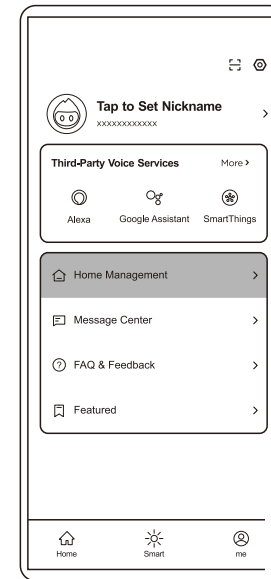 Tap to Set Nickname
xxxxxxxxxxxx
Third-Party Voice Services More >
Alexa Google Assistant SmartThings
Home Management >
Message Center >
FAQ & Feedback >
Featured >
Home Smart me